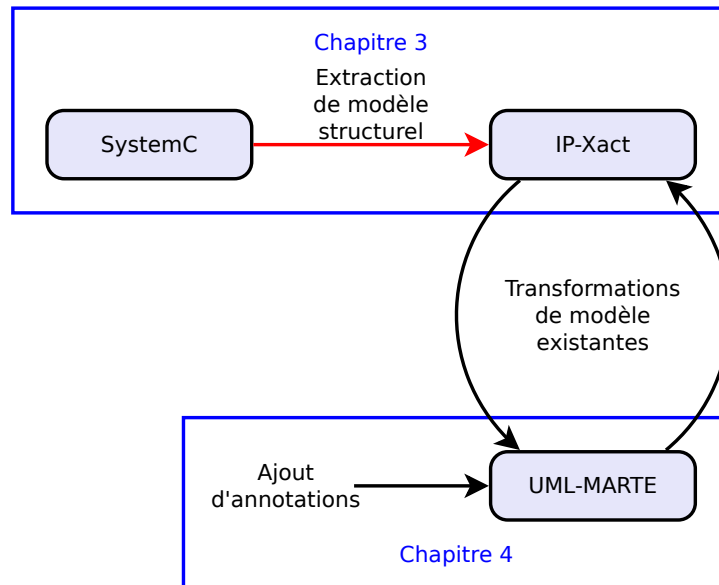 Chapitre 3
Extraction
de modèle
structurel
SystemC
IP-Xact
Transformations
de modèle
existantes
Ajout
d'annotations
UML-MARTE
Chapitre 4